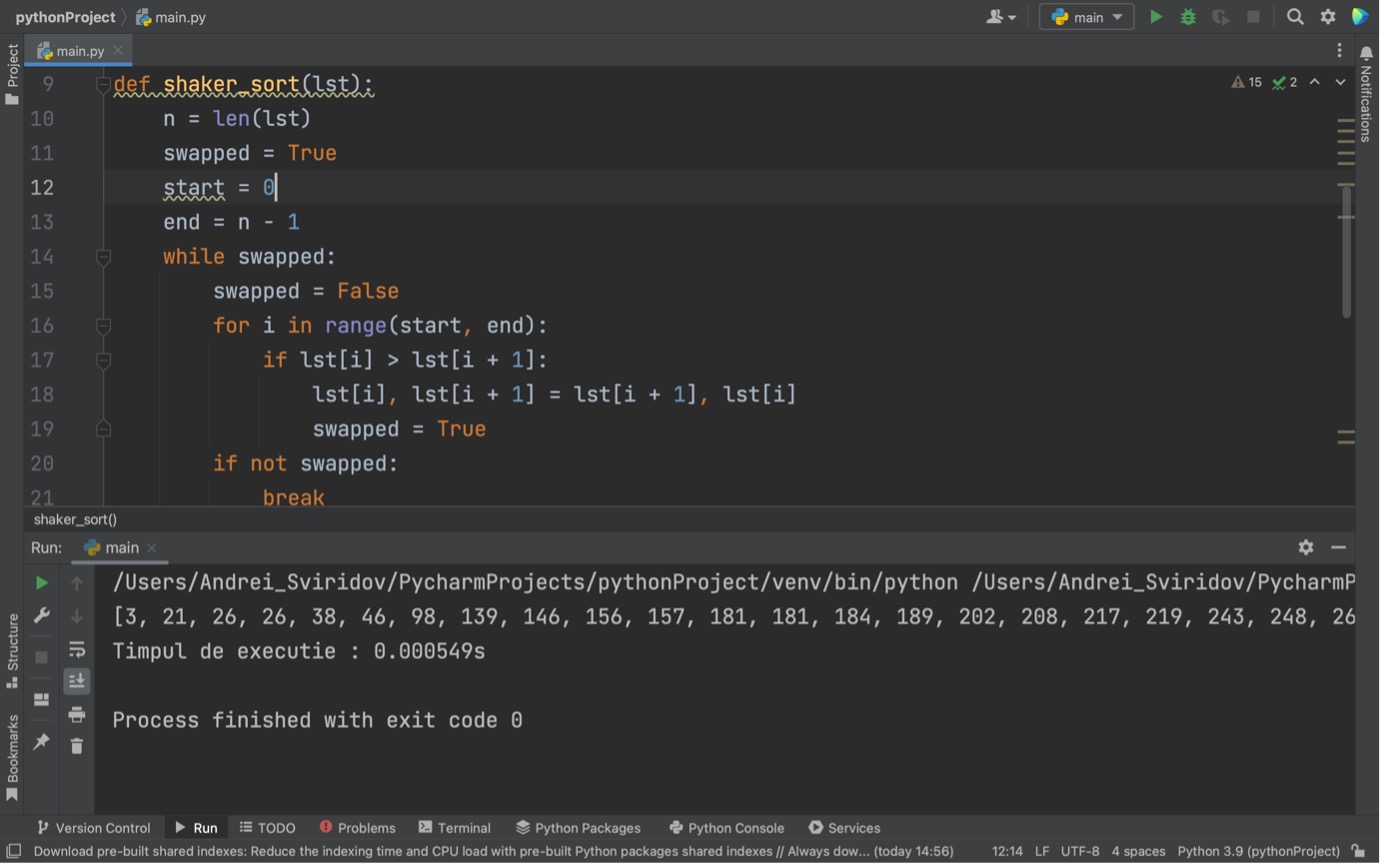 pythonProject main.py
main
Project
main.py
9 def shaker_sort(lst):
15 2
10 n = len(lst)
11 swapped = True
12 start = 0
13 end = n - 1
14 while swapped:
15 swapped = False
16 for i in range(start, end):
17 if lst[i] > lst[i + 1]:
18 lst[i], lst[i + 1] = lst[i + 1], lst[i]
19 swapped = True
20 if not swapped:
21 break
Notifications
shaker_sort()
Run: main
/Users/Andrei_Sviridov/PycharmProjects/pythonProject/venv/bin/python /Users/Andrei_Sviridov/PycharmP
[3, 21, 26, 26, 38, 46, 98, 139, 146, 156, 157, 181, 181, 184, 189, 202, 208, 217, 219, 243, 248, 26
Timpul de executie : 0.000549s
Process finished with exit code 0
Structure
Bookmarks
Version Control Run TODO Problems Terminal Python Packages Python Console Services
Download pre-built shared indexes: Reduce the indexing time and CPU load with pre-built Python packages shared indexes // Always dow... (today 14:56) 12:14 LF UTF-8 4 spaces Python 3.9 (pythonProject)